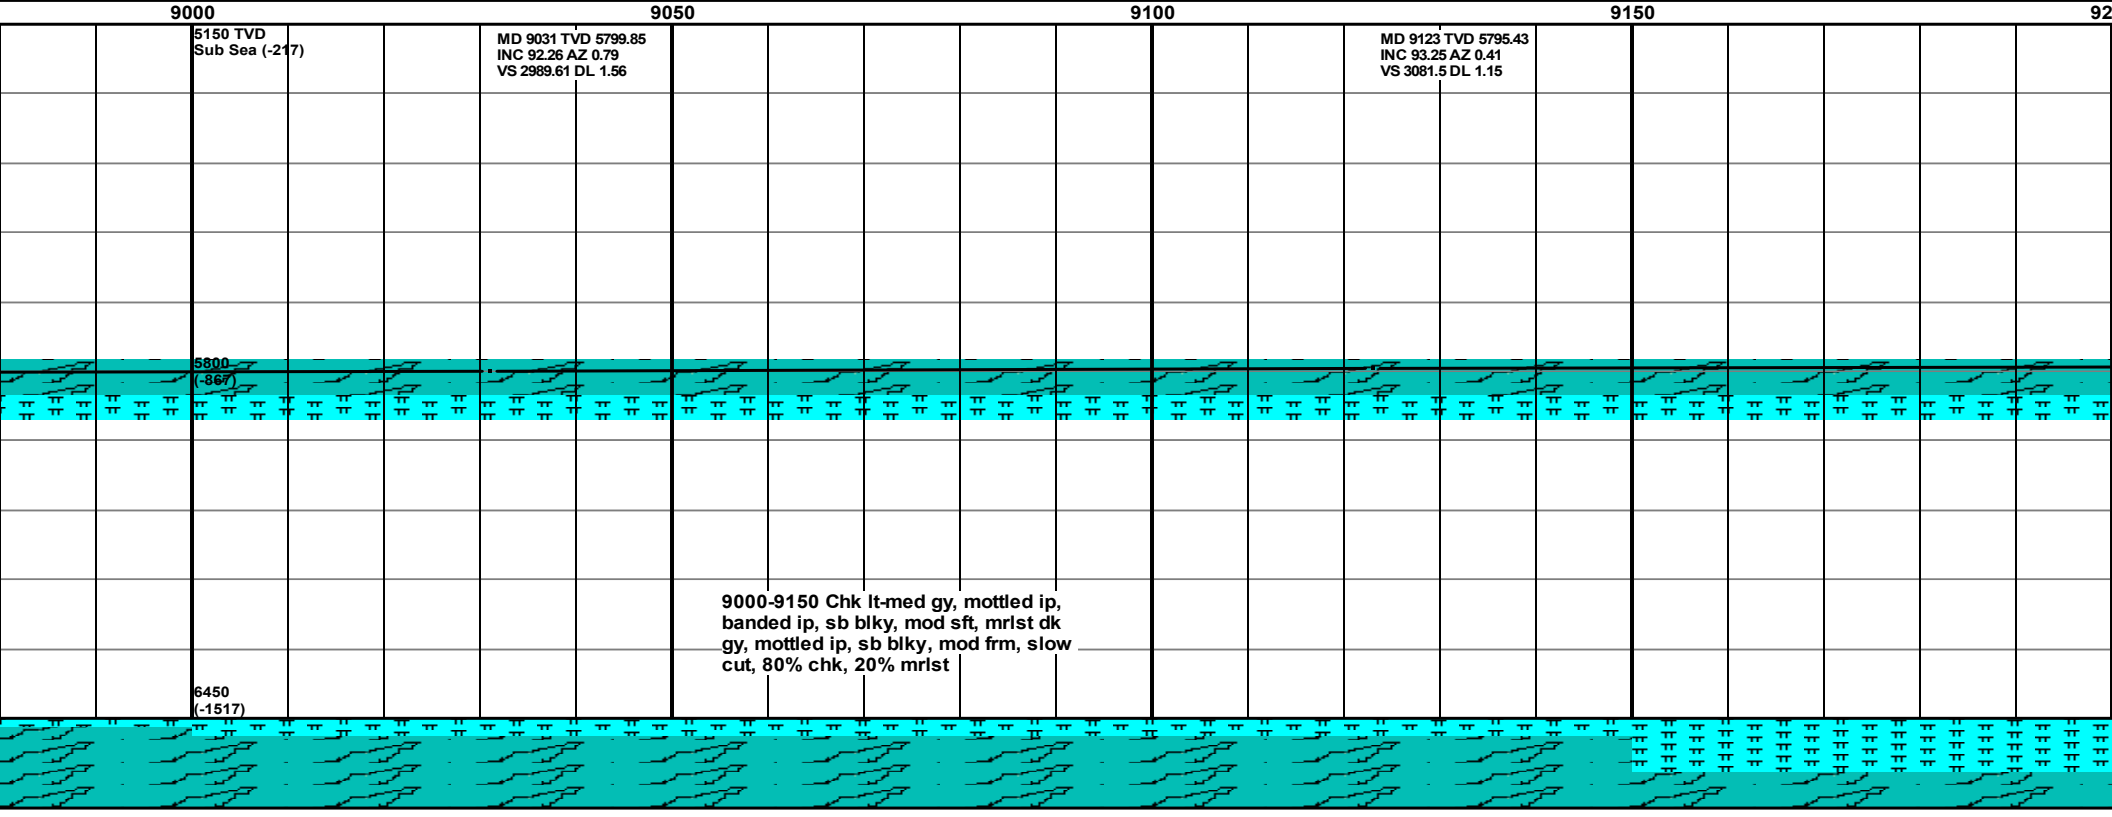 9000 9050 9100 9150 92
5150 TVD
Sub Sea (-217)
MD 9031 TVD 5799.85
INC 92.26 AZ 0.79
VS 2989.61 DL 1.56
MD 9123 TVD 5795.43
INC 93.25 AZ 0.41
VS 3081.5 DL 1.15
5800
(-867)
9000-9150 Chk lt-med gy, mottled ip,
banded ip, sb blky, mod sft, mrlst dk
gy, mottled ip, sb blky, mod frm, slow
cut, 80% chk, 20% mrlst
6450
(-1517)